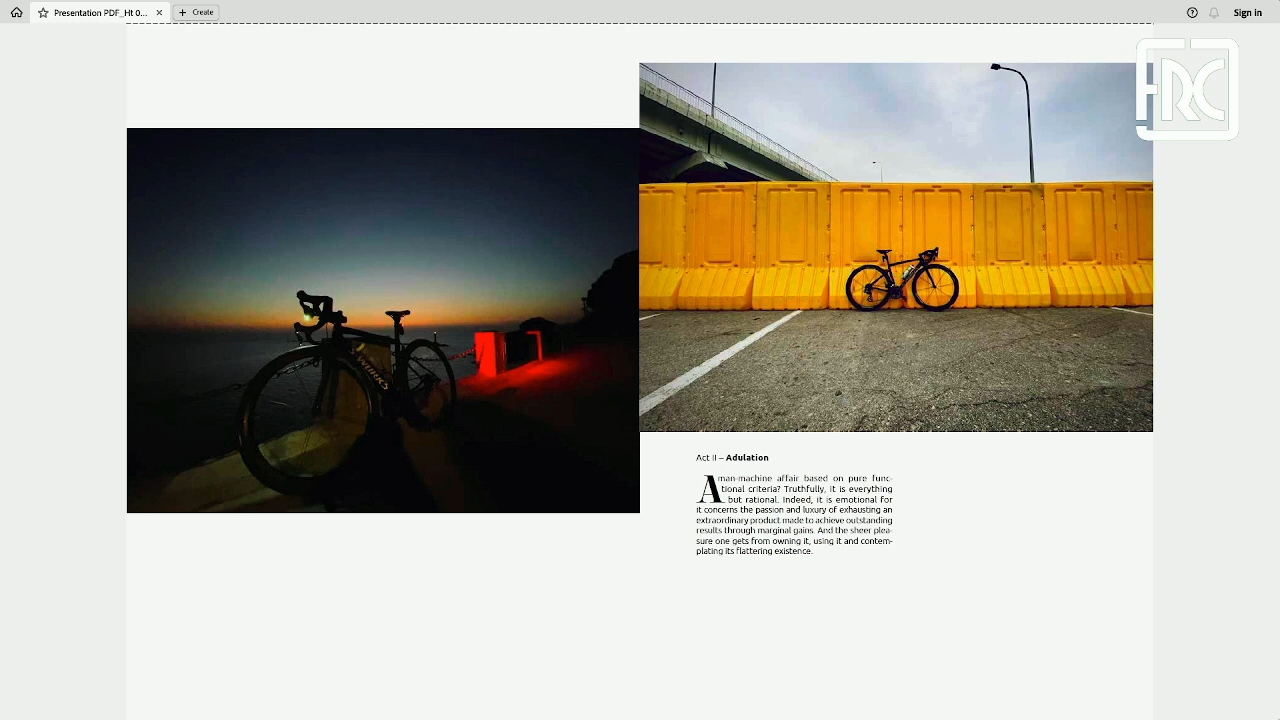 Presentation PDF_Ht 0...
Create
Sign in
FRC
S-WORKS
Act II – Adulation
A man-machine affair based on pure func-
tional criteria? Truthfully, it is everything
but rational. Indeed, it is emotional for
it concerns the passion and luxury of exhausting an
extraordinary product made to achieve outstanding
results through marginal gains. And the sheer plea-
sure one gets from owning it, using it and contem-
plating its flattering existence.